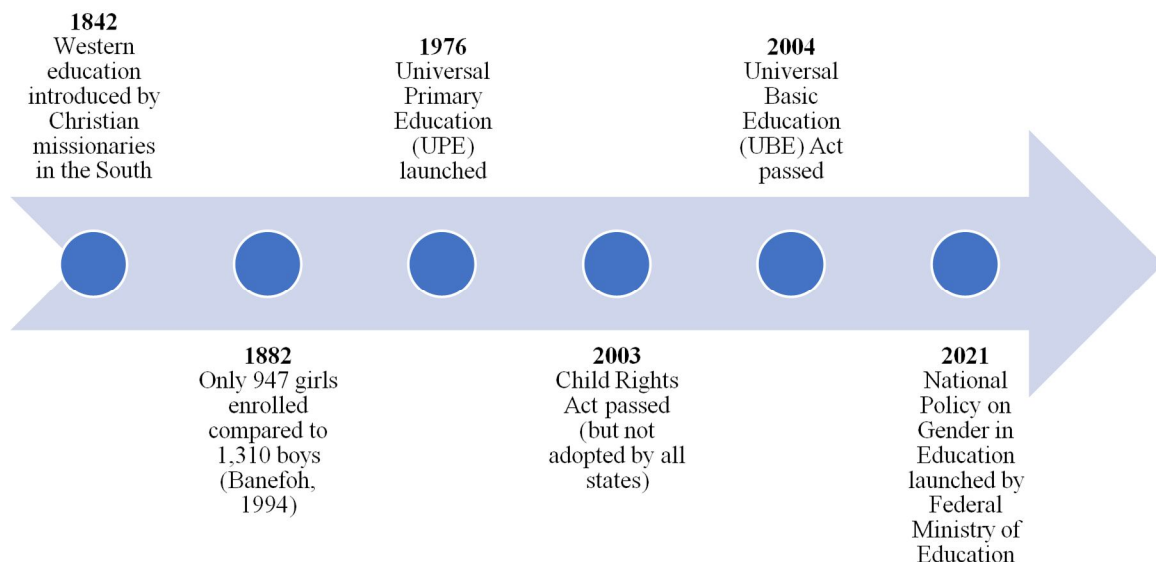 1842
Western
education
introduced by
Christian
missionaries
in the South
1882
Only 947 girls
enrolled
compared to
1,310 boys
(Banefoh,
1994)
1976
Universal
Primary
Education
(UPE)
launched
2003
Child Rights
Act passed
(but not
adopted by all
states)
2004
Universal
Basic
Education
(UBE) Act
passed
2021
National
Policy on
Gender in
Education
launched by
Federal
Ministry of
Education